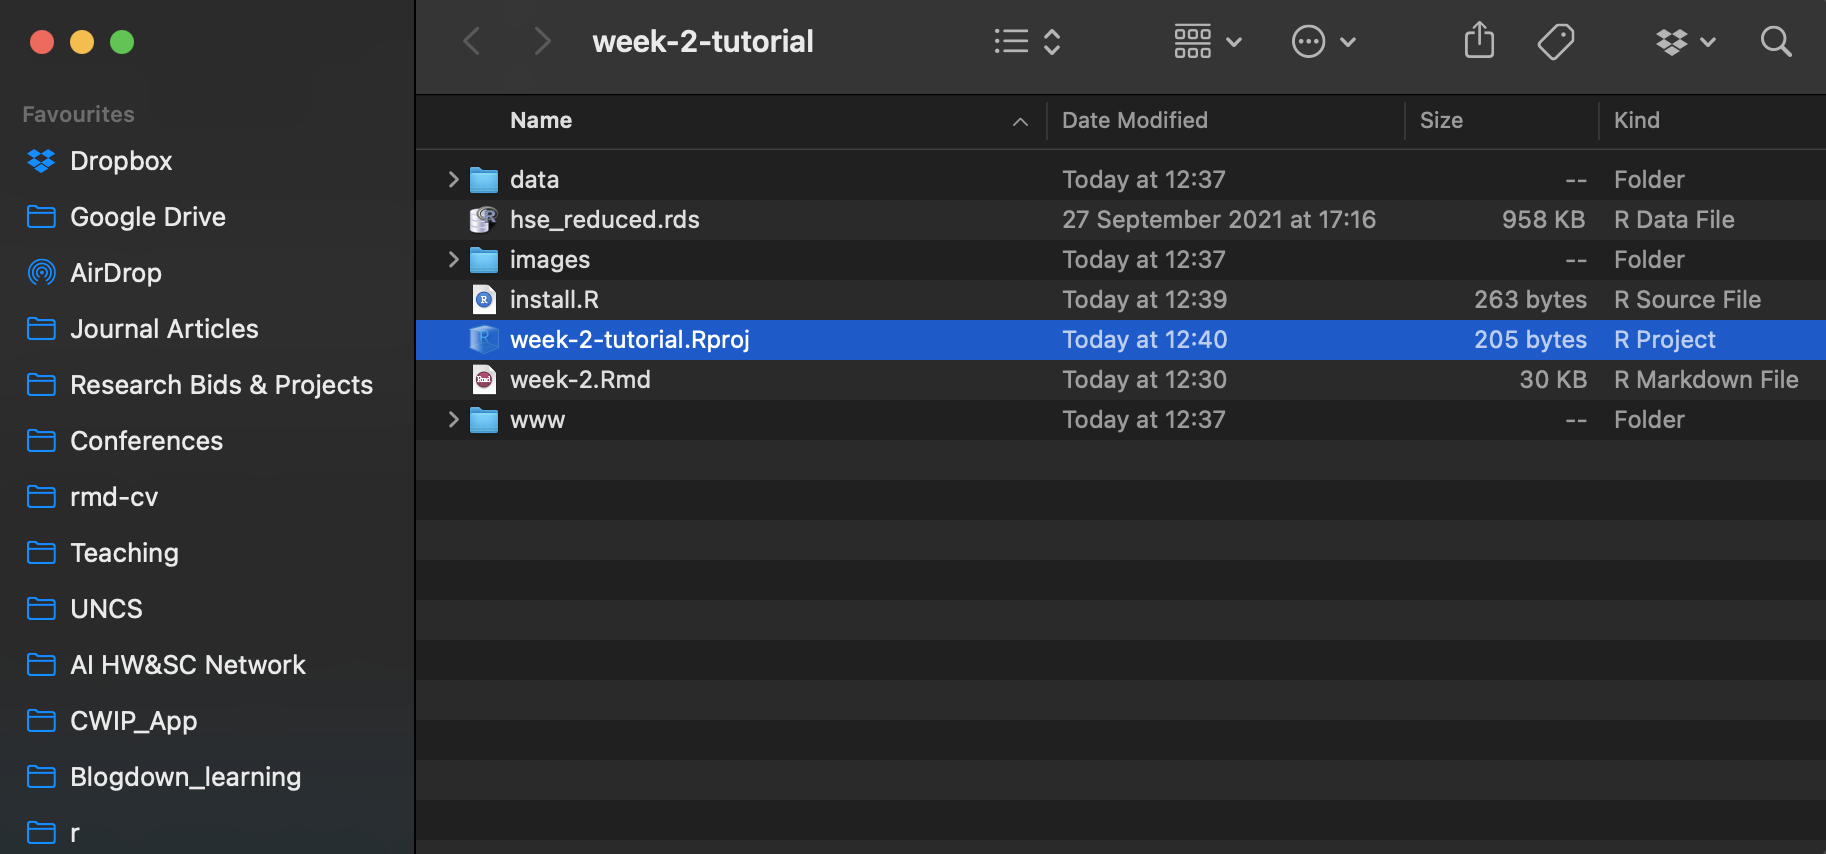 week-2-tutorial
Favourites
Dropbox
Google Drive
AirDrop
Journal Articles
Research Bids & Projects
Conferences
rmd-cv
Teaching
UNCS
AI HW&SC Network
CWIP_App
Blogdown_learning
r
Name Date Modified Size Kind
data Today at 12:37 -- Folder
hse_reduced.rds 27 September 2021 at 17:16 958 KB R Data File
images Today at 12:37 -- Folder
install.R Today at 12:39 263 bytes R Source File
week-2-tutorial.Rproj Today at 12:40 205 bytes R Project
week-2.Rmd Today at 12:30 30 KB R Markdown File
www Today at 12:37 -- Folder